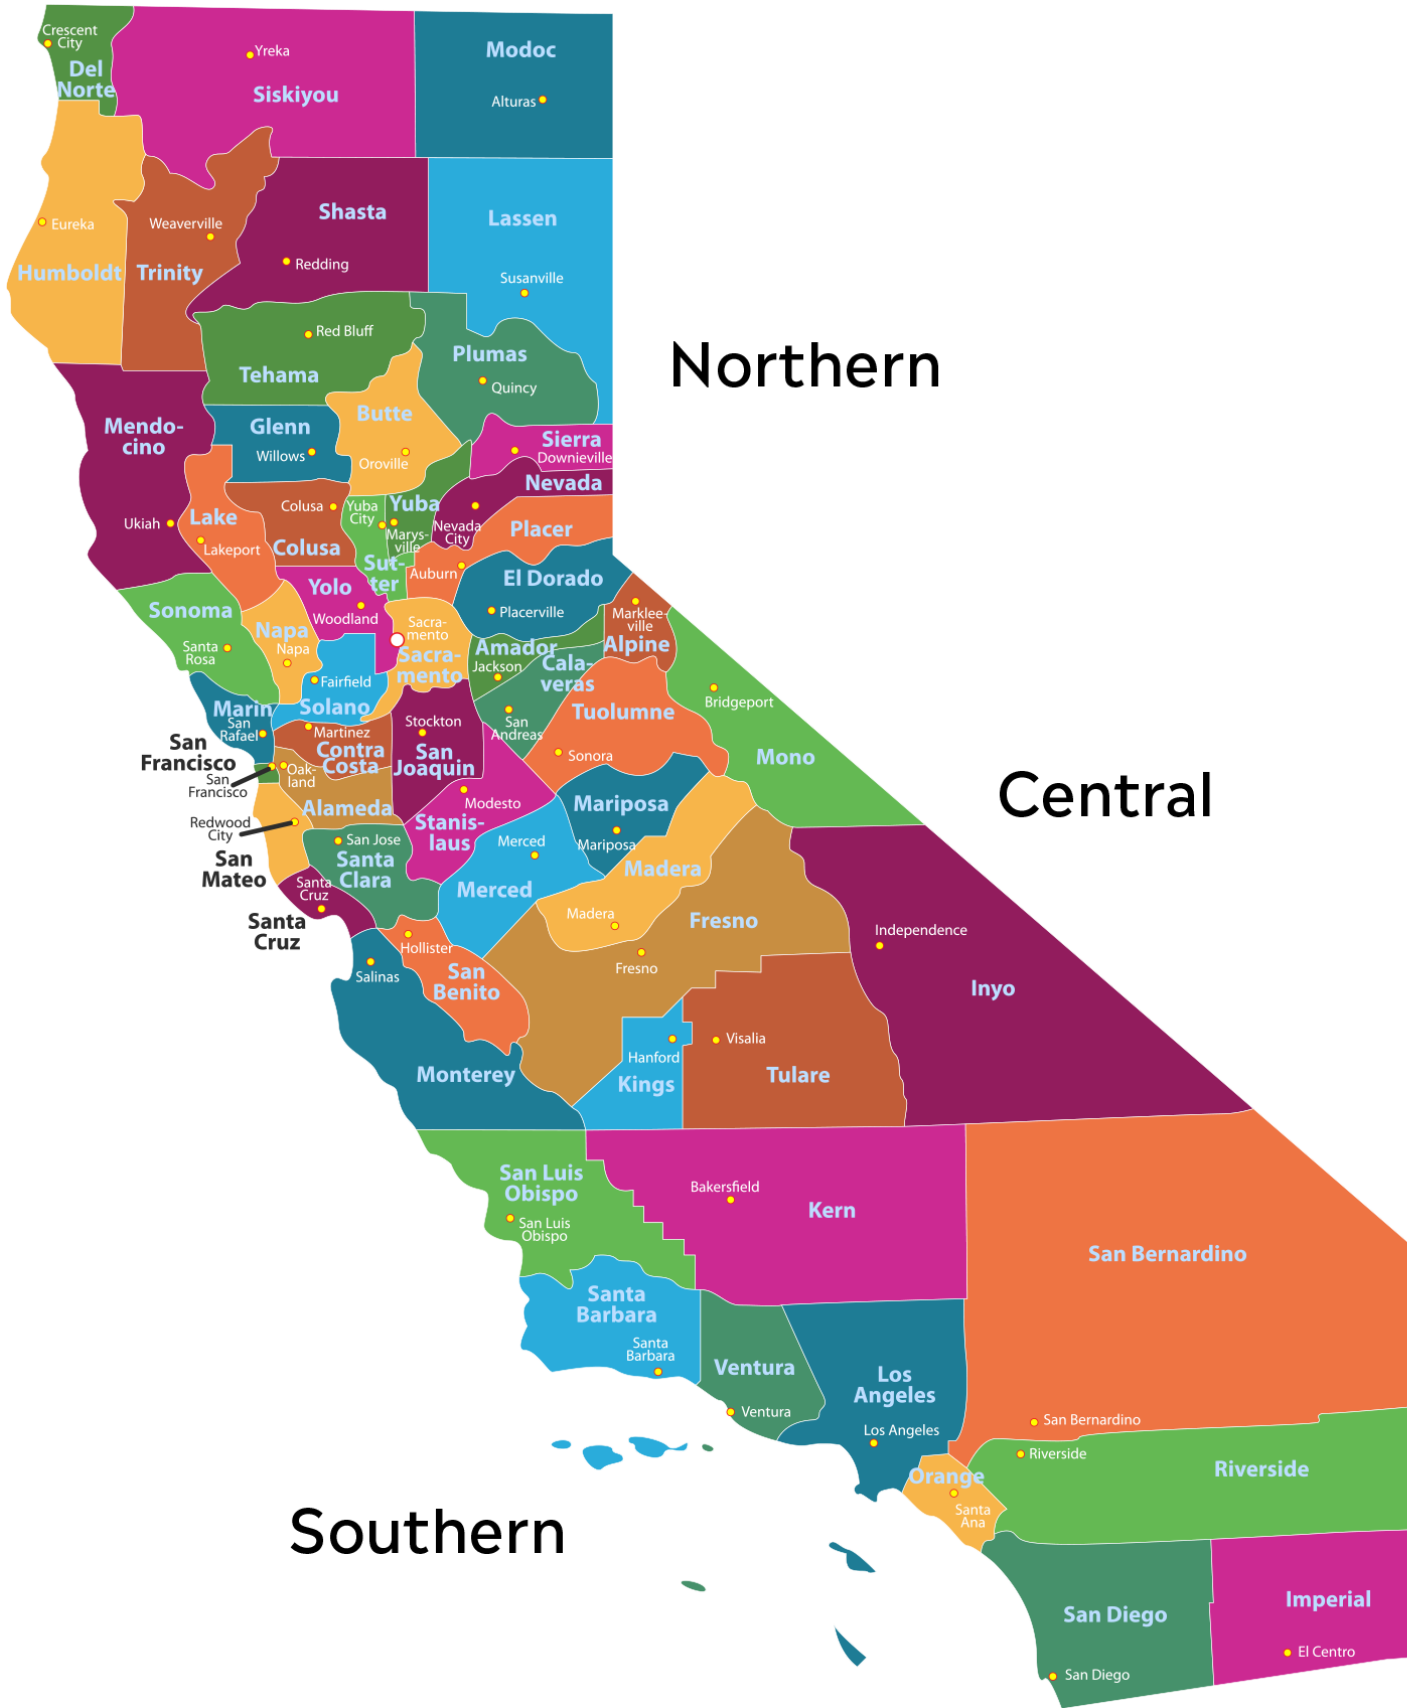 Crescent
City
Del
Norte
Yreka
Siskiyou
Modoc
Alturas
Eureka
Humboldt
Weaverville
Trinity
Shasta
Redding
Lassen
Susanville
Red Bluff
Tehama
Plumas
Quincy
Northern
Mendo-
cino
Ukiah
Glenn
Willows
Butte
Oroville
Sierra
Downieville
Nevada
Nevada
City
Lake
Lakeport
Colusa
Colusa
Yuba
City
Sut-
ter
Yuba
Marys-
ville
Placer
Auburn
El Dorado
Placerville
Yolo
Woodland
Sonoma
Santa
Rosa
Napa
Napa
Sacra-
mento
Sacra-
mento
Amador
Jackson
Cala-
veras
San
Andreas
Marklee-
ville
Alpine
Fairfield
Solano
Marin
San
Rafael
San
Francisco
San
Francisco
Martinez
Contra
Costa
Oak-
land
Alameda
Stockton
San
Joaquin
Tuolumne
Sonora
Bridgeport
Mono
Central
Redwood
City
San
Mateo
San Jose
Santa
Clara
Santa
Cruz
Santa
Cruz
Modesto
Stanis-
laus
Merced
Merced
Mariposa
Mariposa
Madera
Madera
Fresno
Fresno
Independence
Inyo
Salinas
Hollister
San
Benito
Monterey
Hanford
Kings
Visalia
Tulare
San Luis
Obispo
San Luis
Obispo
Bakersfield
Kern
San Bernardino
San Bernardino
Santa
Barbara
Santa
Barbara
Ventura
Ventura
Los
Angeles
Los Angeles
Orange
Santa
Ana
Riverside
Riverside
Southern
San Diego
San Diego
Imperial
El Centro